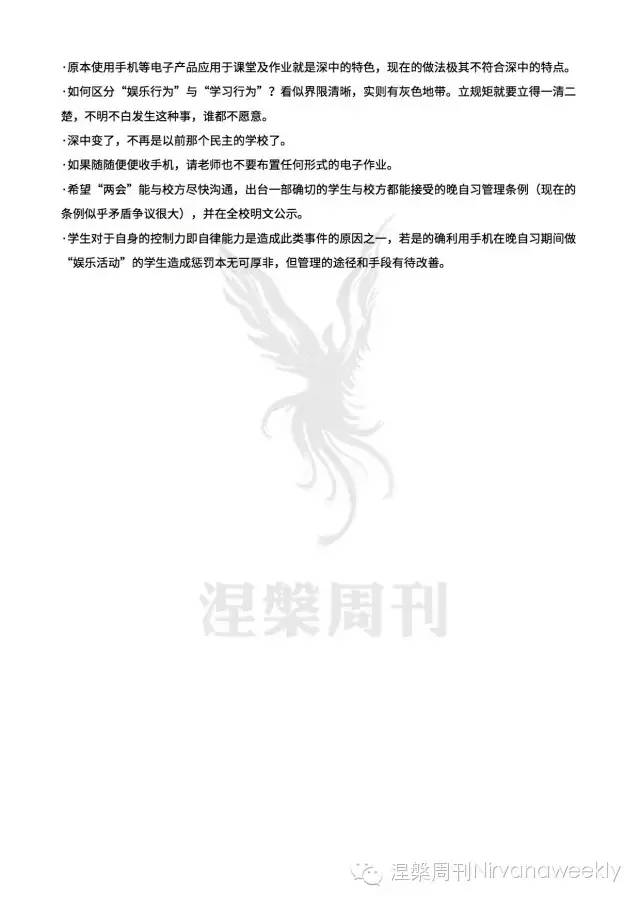 ·原本使用手机等电子产品应用于课堂及作业就是深中的特色，现在的做法极其不符合深中的特点。
·如何区分“娱乐行为”与“学习行为”？看似界限清晰，实则有灰色地带。立规矩就要立得一清二
楚，不明不白发生这种事，谁都不愿意。
·深中变了，不再是以前那个民主的学校了。
·如果随随便便收手机，请老师也不要布置任何形式的电子作业。
·希望“两会”能与校方尽快沟通，出台一部确切的学生与校方都能接受的晚自习管理条例（现在的
条例似乎矛盾争议很大），并在全校明文公示。
·学生对于自身的控制力即自律能力是造成此类事件的原因之一，若是的确利用手机在晚自习期间做
“娱乐活动”的学生造成惩罚本无可厚非，但管理的途径和手段有待改善。
涅槃周刊
涅槃周刊Nirvanaweekly